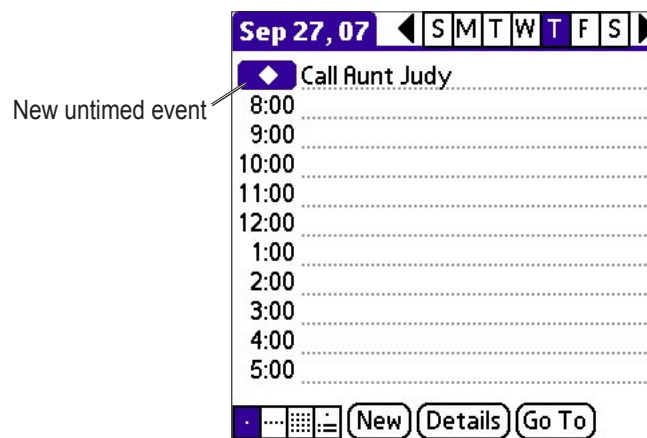 Sep 27, 07 S M T W T F S
Call Aunt Judy
New untimed event
8:00
9:00
10:00
11:00
12:00
1:00
2:00
3:00
4:00
5:00
New Details Go To